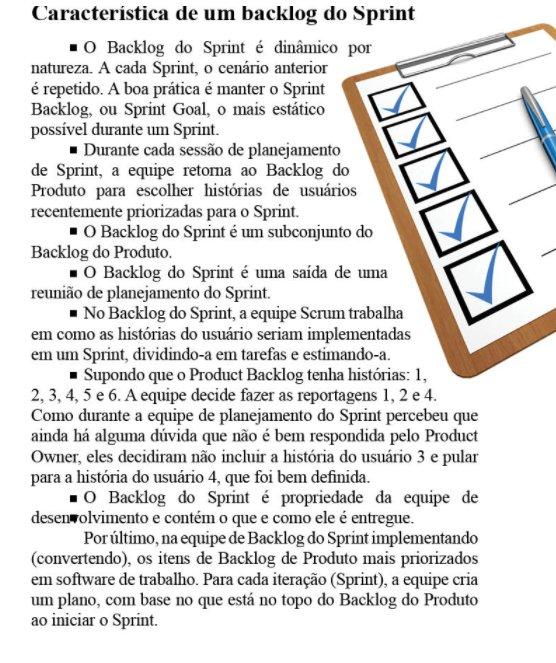 Característica de um backlog do Sprint
▪ O Backlog do Sprint é dinâmico por
natureza. A cada Sprint, o cenário anterior
é repetido. A boa prática é manter o Sprint
Backlog, ou Sprint Goal, o mais estático
possível durante um Sprint.
▪ Durante cada sessão de planejamento
de Sprint, a equipe retorna ao Backlog do
Produto para escolher histórias de usuários
recentemente priorizadas para o Sprint.
▪ O Backlog do Sprint é um subconjunto do
Backlog do Produto.
▪ O Backlog do Sprint é uma saída de uma
reunião de planejamento do Sprint.
▪ No Backlog do Sprint, a equipe Scrum trabalha
em como as histórias do usuário seriam implementadas
em um Sprint, dividindo-a em tarefas e estimando-a.
▪ Supondo que o Product Backlog tenha histórias: 1,
2, 3, 4, 5 e 6. A equipe decide fazer as reportagens 1, 2 e 4.
Como durante a equipe de planejamento do Sprint percebeu que
ainda há alguma dúvida que não é bem respondida pelo Product
Owner, eles decidiram não incluir a história do usuário 3 e pular
para a história do usuário 4, que foi bem definida.
▪ O Backlog do Sprint é propriedade da equipe de
desenvolvimento e contém o que e como ele é entregue.
Por último, na equipe de Backlog do Sprint implementando
(convertendo), os itens de Backlog de Produto mais priorizados
em software de trabalho. Para cada iteração (Sprint), a equipe cria
um plano, com base no que está no topo do Backlog do Produto
ao iniciar o Sprint.